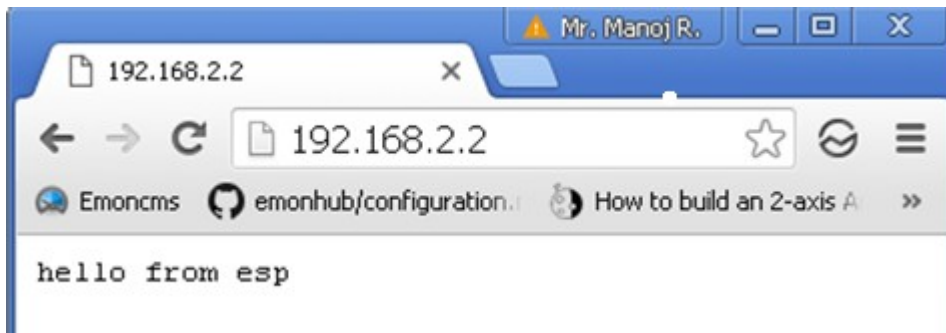 Mr. Manoj R.
192.168.2.2
192.168.2.2
Emoncms emonhub/configuration. How to build an 2-axis A
hello from esp